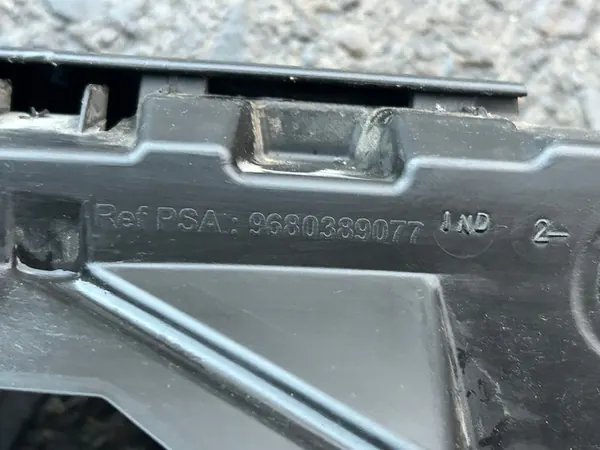 Ref PSA : 9680389077 IND 2-